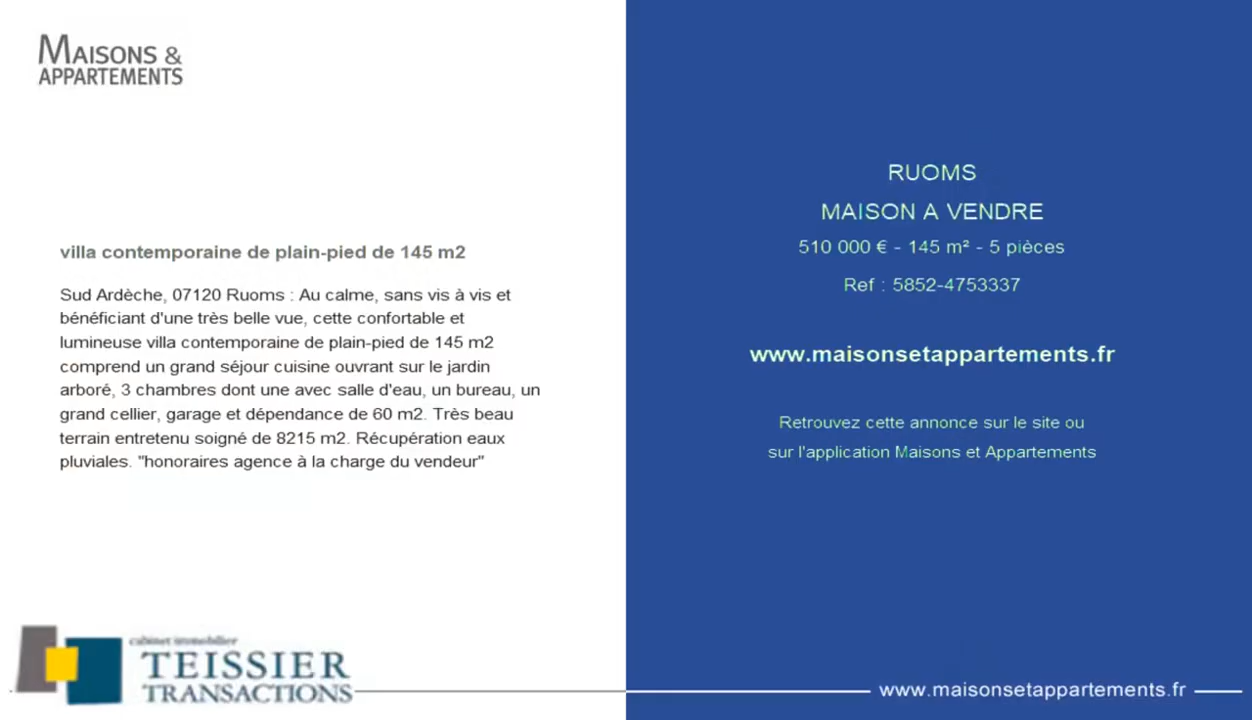 MAISONS &
APPARTEMENTS
villa contemporaine de plain-pied de 145 m2
Sud Ardèche, 07120 Ruoms : Au calme, sans vis à vis et
bénéficiant d'une très belle vue, cette confortable et
lumineuse villa contemporaine de plain-pied de 145 m2
comprend un grand séjour cuisine ouvrant sur le jardin
arboré, 3 chambres dont une avec salle d'eau, un bureau, un
grand cellier, garage et dépendance de 60 m2. Très beau
terrain entretenu soigné de 8215 m2. Récupération eaux
pluviales. "honoraires agence à la charge du vendeur"
cabinet immobilier
TEISSIER
TRANSACTIONS
RUOMS
MAISON A VENDRE
510 000 € - 145 m² - 5 pièces
Ref : 5852-4753337
www.maisonsetappartements.fr
Retrouvez cette annonce sur le site ou
sur l'application Maisons et Appartements
www.maisonsetappartements.fr